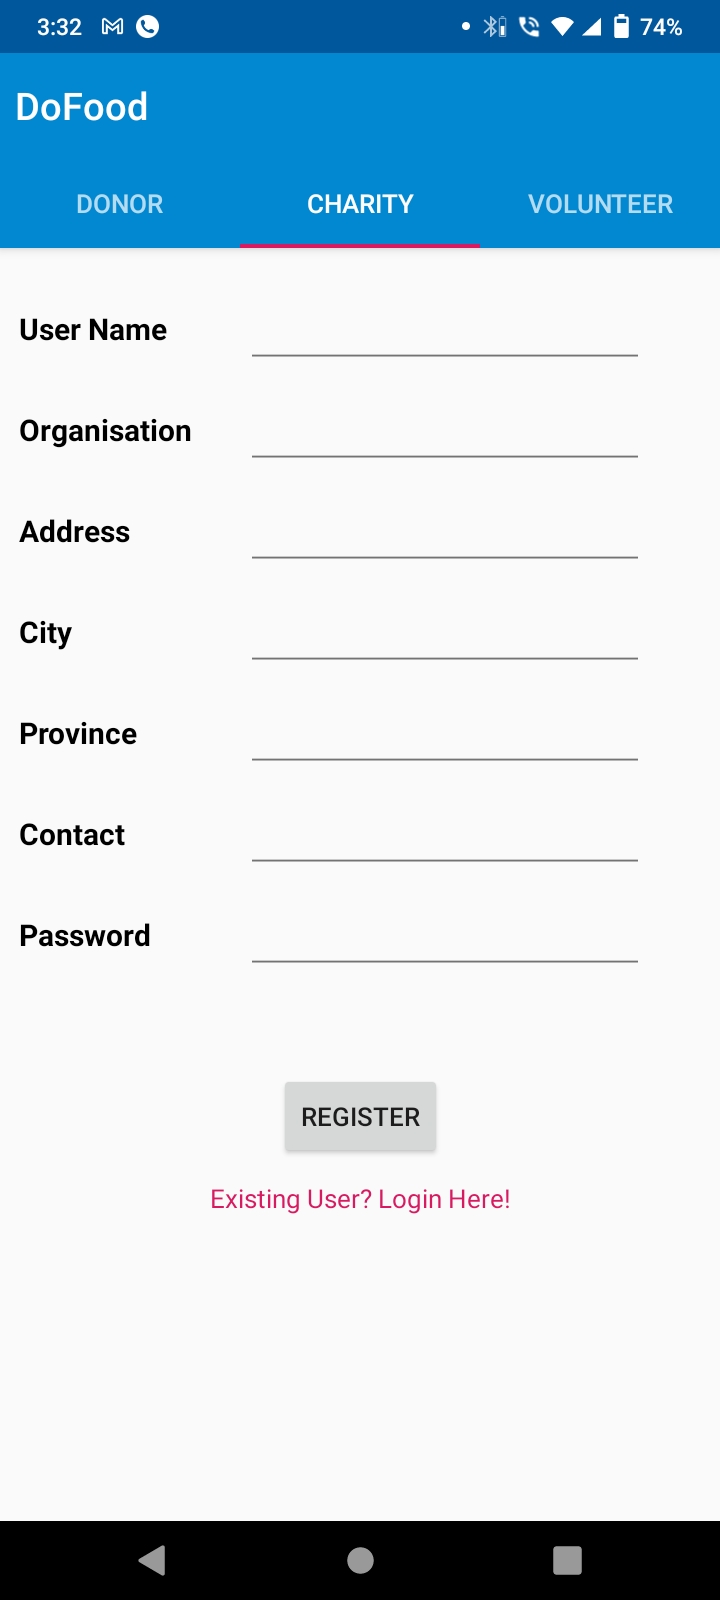 3:32 74%
DoFood
DONOR CHARITY VOLUNTEER
User Name
Organisation
Address
City
Province
Contact
Password
REGISTER
Existing User? Login Here!